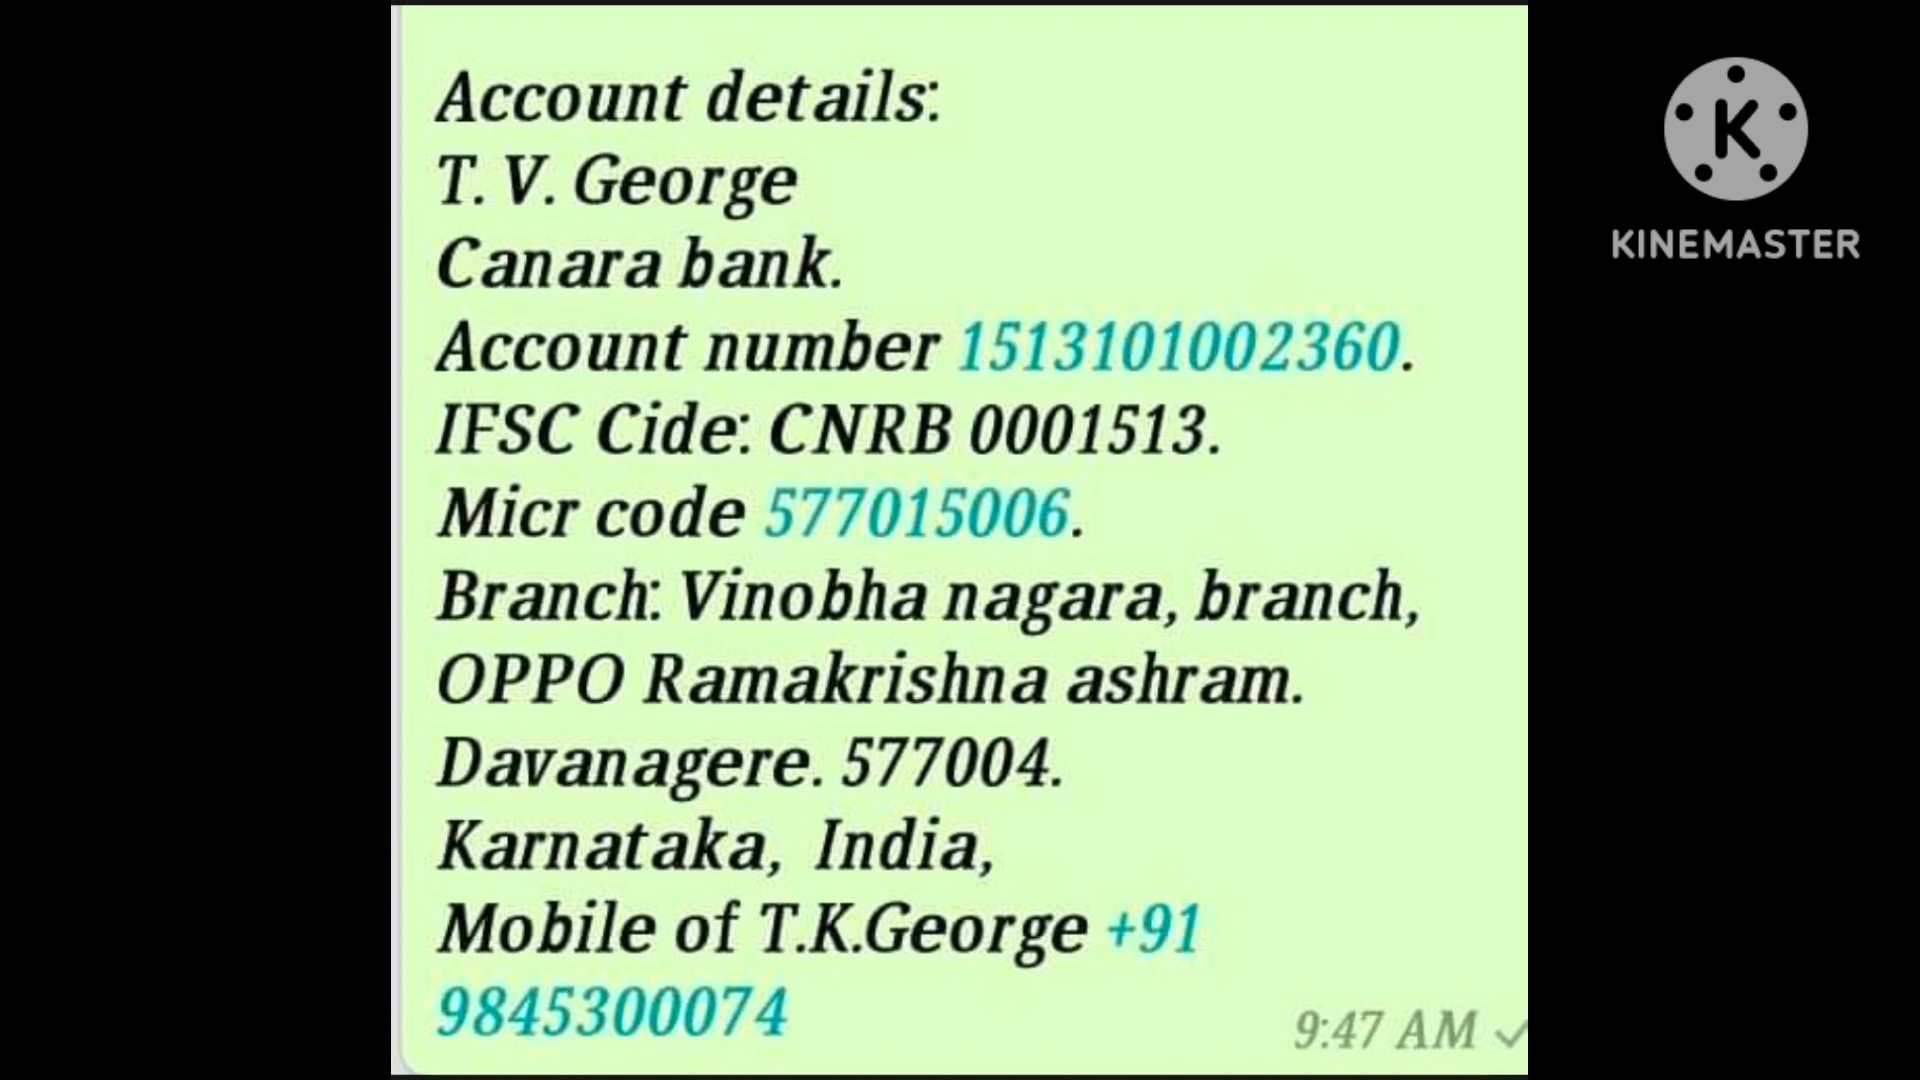 Account details:
T. V. George
Canara bank.
Account number 1513101002360.
IFSC Cide: CNRB 0001513.
Micr code 577015006.
Branch: Vinobha nagara, branch,
OPPO Ramakrishna ashram.
Davanagere. 577004.
Karnataka, India,
Mobile of T.K.George +91
9845300074
9:47 AM
K
KINEMASTER